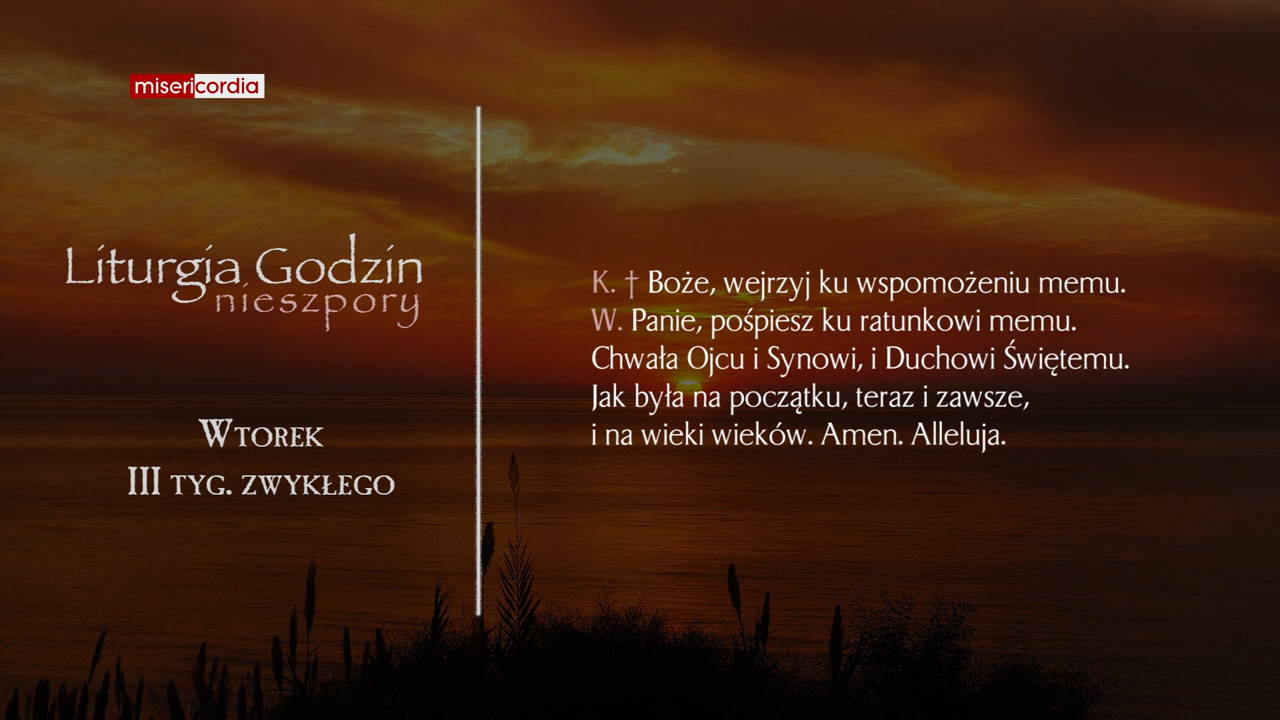 misericordia
Liturgia Godzin
nieszpory
Wtorek
III tyg. zwykłego
K. † Boże, wejrzyj ku wspomożeniu memu.
W. Panie, pośpiesz ku ratunkowi memu.
Chwała Ojcu i Synowi, i Duchowi Świętemu.
Jak była na początku, teraz i zawsze,
i na wieki wieków. Amen. Alleluja.